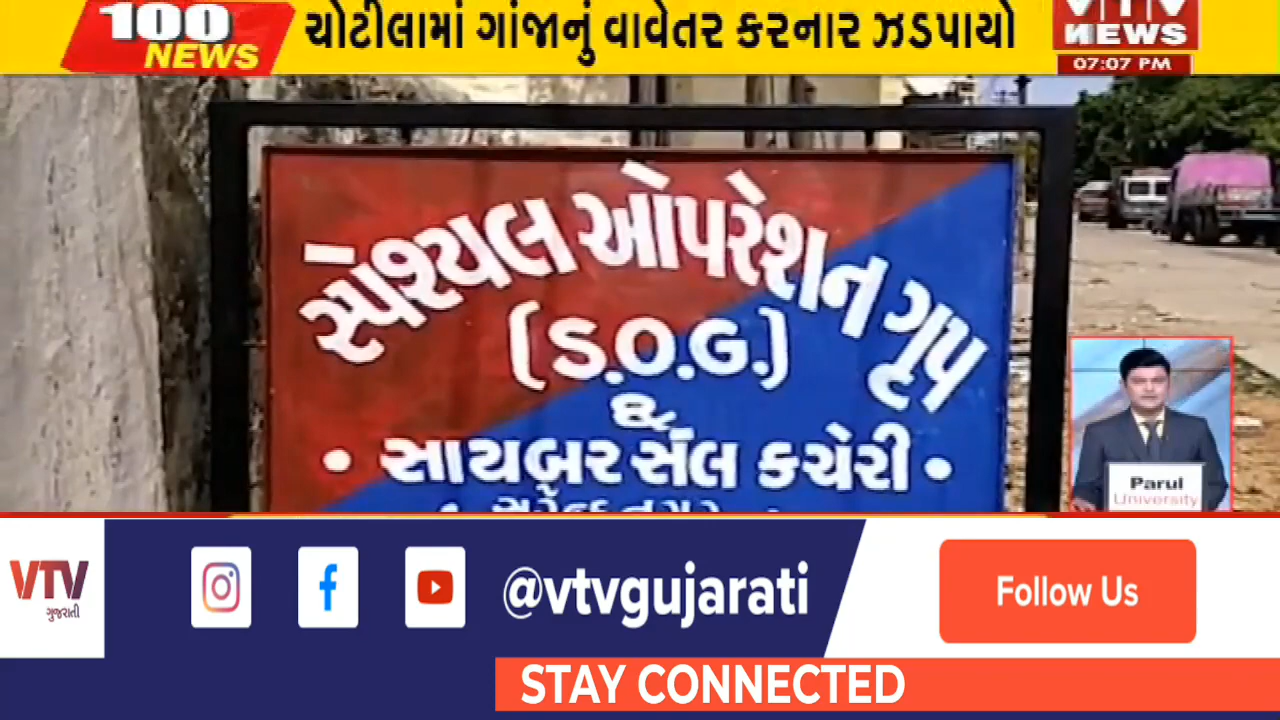 100
NEWS
ચોટીલામાં ગાંજાનું વાવેતર કરનાર ઝડપાયો
VTV
NEWS
07:07 PM
સ્પેશ્યલ ઓપરેશન ગૃપ
(S.O.G.)
&
• સાયબર સૅલ કચેરી •
Parul
University
VTV
ગુજરાતી
@vtvgujarati
Follow Us
STAY CONNECTED